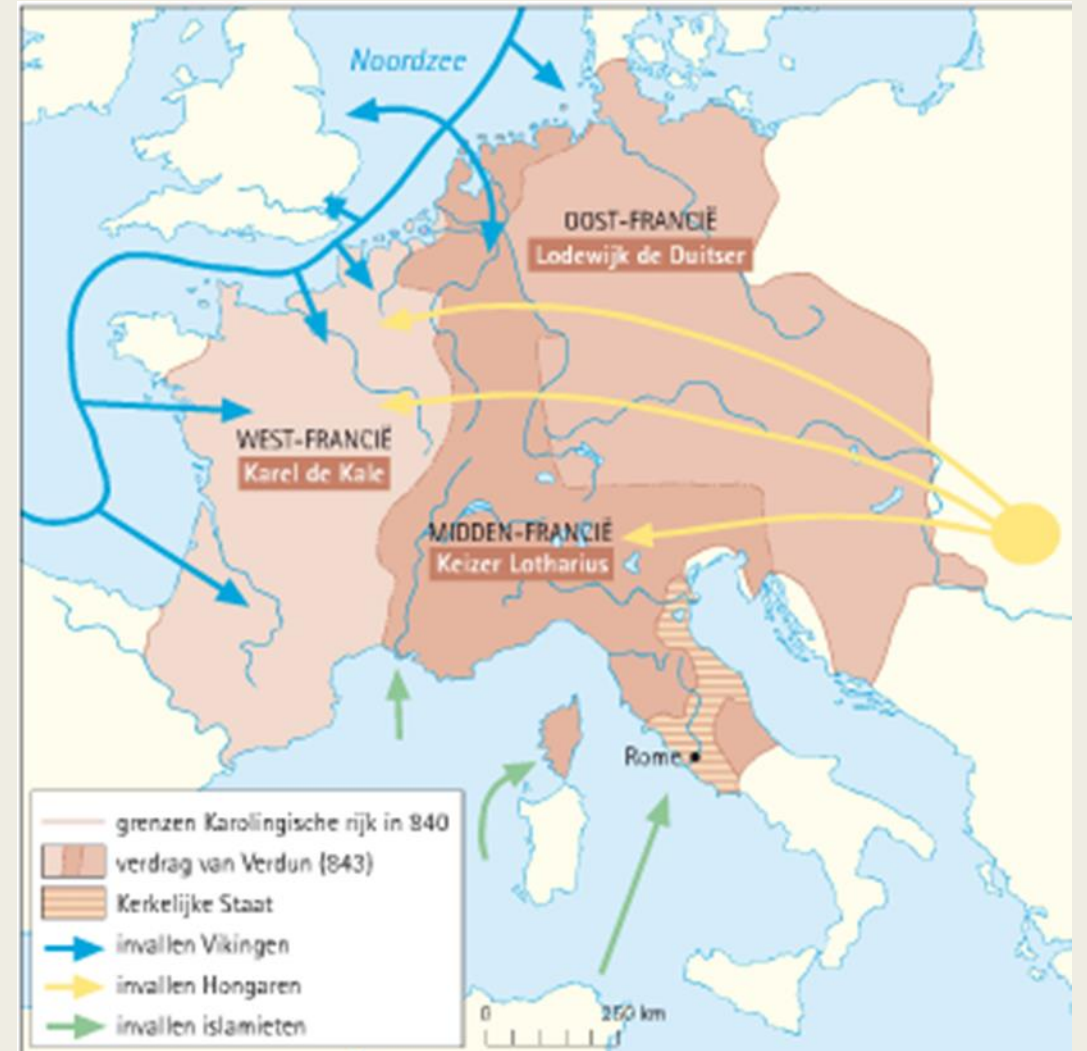 Noordzee
OOST-FRANCIË
Lodewijk de Duitser
WEST-FRANCIË
Karel de Kale
MIDDEN-FRANCIË
Keizer Lotharius
Rome
grenzen Karolingische rijk in 840
verdrag van Verdun (843)
Kerkelijke Staat
invallen Vikingen
invallen Hongaren
invallen islamieten
0 250 km